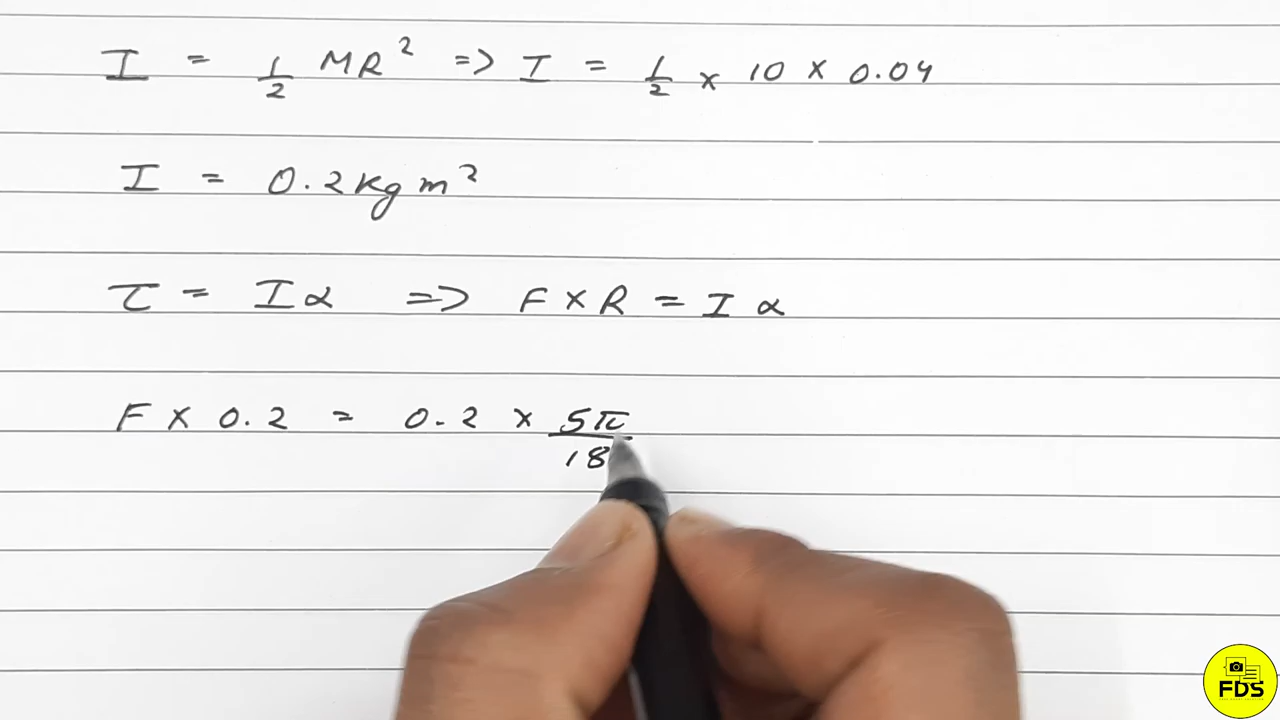 I = 1/2 MR² => I = 1/2 × 10 × 0.04
I = 0.2 kg m²
τ = Iα => F × R = I α
F × 0.2 = 0.2 × 5π/18
FDS